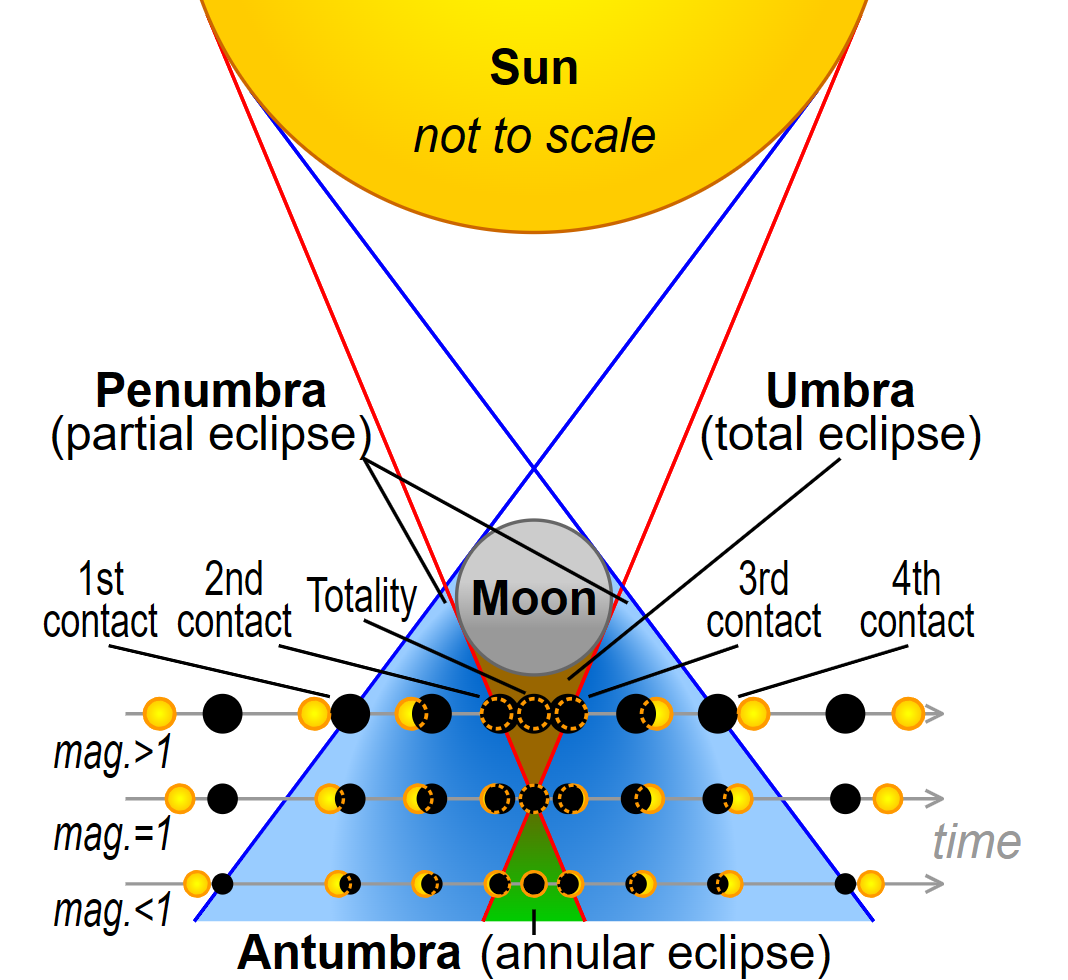 Sun
not to scale
Penumbra
(partial eclipse)
Umbra
(total eclipse)
1st
contact
2nd
contact
Totality
Moon
3rd
contact
4th
contact
mag.>1
mag.=1
time
mag.<1
Antumbra (annular eclipse)